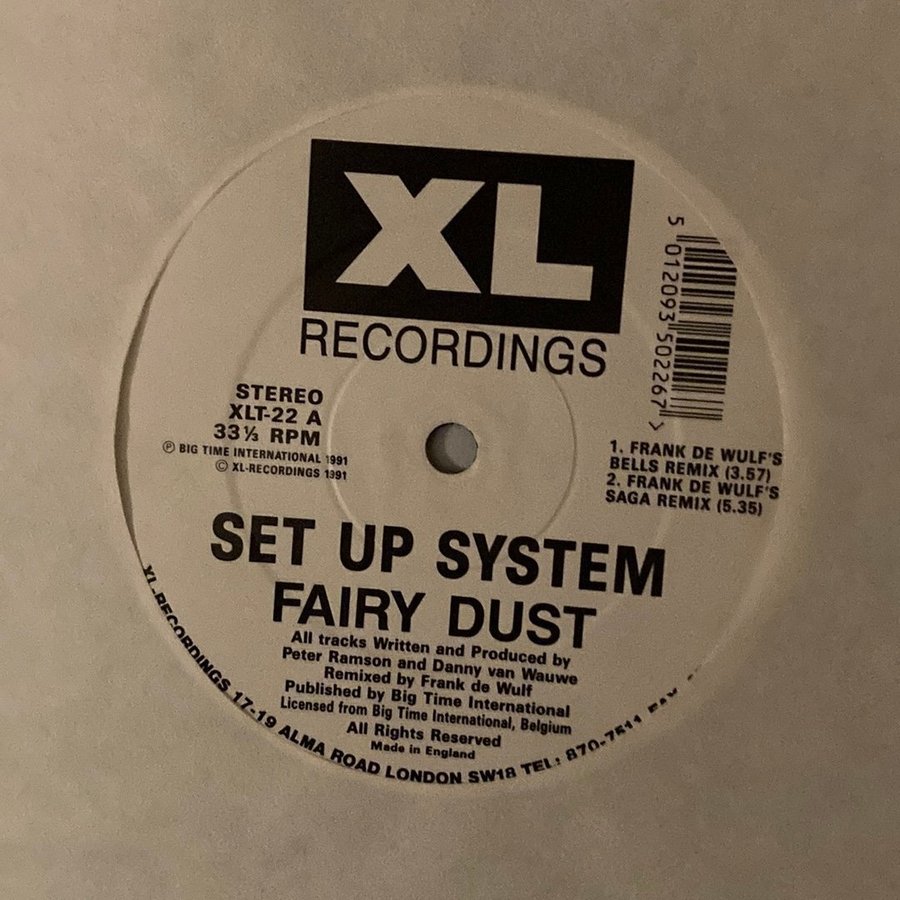 XL
RECORDINGS
5 012093 502267 >
STEREO
XLT-22 A
33⅓ RPM
℗ BIG TIME INTERNATIONAL 1991
© XL-RECORDINGS 1991
1. FRANK DE WULF'S
BELLS REMIX (3.57)
2. FRANK DE WULF'S
SAGA REMIX (5.35)
SET UP SYSTEM
FAIRY DUST
All tracks Written and Produced by
Peter Ramson and Danny van Wauwe
Remixed by Frank de Wulf
Published by Big Time International
Licensed from Big Time International, Belgium
All Rights Reserved
Made in England
XL-RECORDINGS 17-19 ALMA ROAD LONDON SW18 TEL: 870-7511 FAX